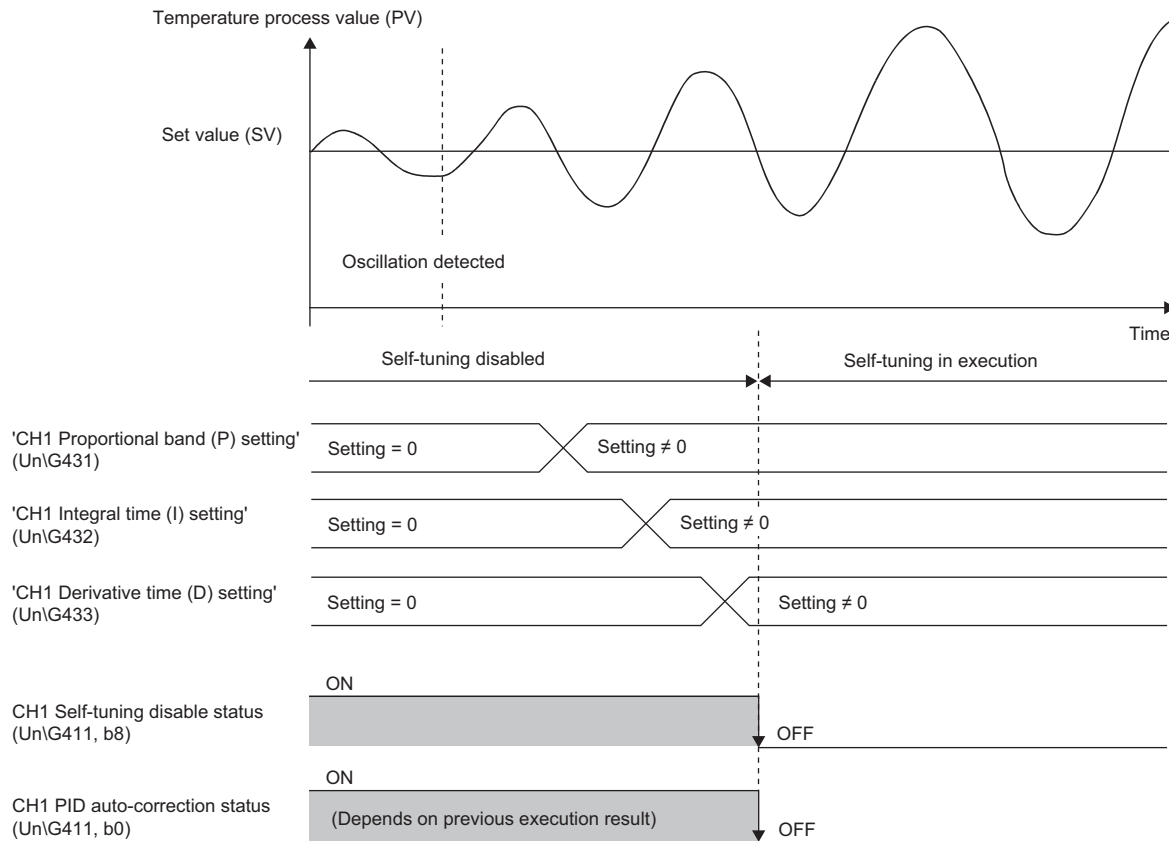 Temperature process value (PV)
Set value (SV)
Oscillation detected
Time
Self-tuning disabled
Self-tuning in execution
'CH1 Proportional band (P) setting'
(Un\G431)
Setting = 0
Setting ≠ 0
'CH1 Integral time (I) setting'
(Un\G432)
Setting = 0
Setting ≠ 0
'CH1 Derivative time (D) setting'
(Un\G433)
Setting = 0
Setting ≠ 0
ON
CH1 Self-tuning disable status
(Un\G411, b8)
OFF
ON
CH1 PID auto-correction status
(Un\G411, b0)
(Depends on previous execution result)
OFF